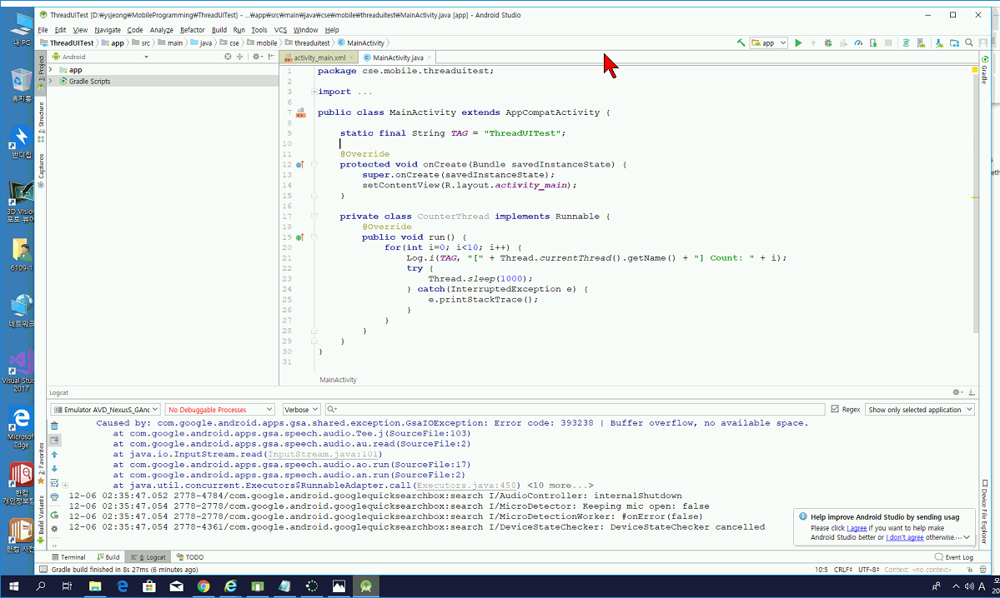 ThreadUITest [D:￦ysjeong￦MobileProgramming￦ThreadUITest] - ...￦app￦src￦main￦java￦cse￦mobile￦threaduitest￦MainActivity.java [app] - Android Studio
File Edit View Navigate Code Analyze Refactor Build Run Tools VCS Window Help
ThreadUITest app src main java cse mobile threaduitest MainActivity
app
Android
activity_main.xml
MainActivity.java
app
Gradle Scripts
1: Project
7: Structure
Captures
2: Favorites
Build Variants
Gradle
Device File Explorer
내 PC
휴지통
반디집
3D Vision
포토 뷰어
6109-1
네트워크
Visual Stu
2017
Microsof
Edge
한컴
한컴 사전
1 package cse.mobile.threaduitest;
2
3 import ...
6
7 public class MainActivity extends AppCompatActivity {
8
9 static final String TAG = "ThreadUITest";
10
11 @Override
12 protected void onCreate(Bundle savedInstanceState) {
13 super.onCreate(savedInstanceState);
14 setContentView(R.layout.activity_main);
15 }
16
17 private class CounterThread implements Runnable {
18 @Override
19 public void run() {
20 for(int i=0; i<10; i++) {
21 Log.i(TAG, "[" + Thread.currentThread().getName() + "] Count: " + i);
22 try {
23 Thread.sleep(1000);
24 } catch(InterruptedException e) {
25 e.printStackTrace();
26 }
27 }
28 }
29 }
30 }
31
MainActivity
Logcat
Emulator AVD_NexusS_GAnd No Debuggable Processes Verbose Regex Show only selected application
Caused by: com.google.android.apps.gsa.shared.exception.GsaIOException: Error code: 393238 | Buffer overflow, no available space.
at com.google.android.apps.gsa.speech.audio.Tee.j(SourceFile:103)
at com.google.android.apps.gsa.speech.audio.au.read(SourceFile:2)
at java.io.InputStream.read(InputStream.java:101)
at com.google.android.apps.gsa.speech.audio.ao.run(SourceFile:17)
at com.google.android.apps.gsa.speech.audio.an.run(SourceFile:2)
at java.util.concurrent.Executors$RunnableAdapter.call(Executors.java:458) <10 more...>
12-06 02:35:47.052 2778-4784/com.google.android.googlequicksearchbox:search I/AudioController: internalShutdown
12-06 02:35:47.054 2778-2778/com.google.android.googlequicksearchbox:search I/MicroDetector: Keeping mic open: false
12-06 02:35:47.054 2778-2778/com.google.android.googlequicksearchbox:search I/MicroDetectionWorker: #onError(false)
12-06 02:35:47.054 2778-4361/com.google.android.googlequicksearchbox:search I/DeviceStateChecker: DeviceStateChecker cancelled
Help improve Android Studio by sending usag
Please click I agree if you want to help make
Android Studio better or I don't agree otherwise....
Terminal Build 6: Logcat TODO Event Log
Gradle build finished in 8s 27ms (6 minutes ago) 10:5 CRLF÷ UTF-8÷ Context: <no context>
A